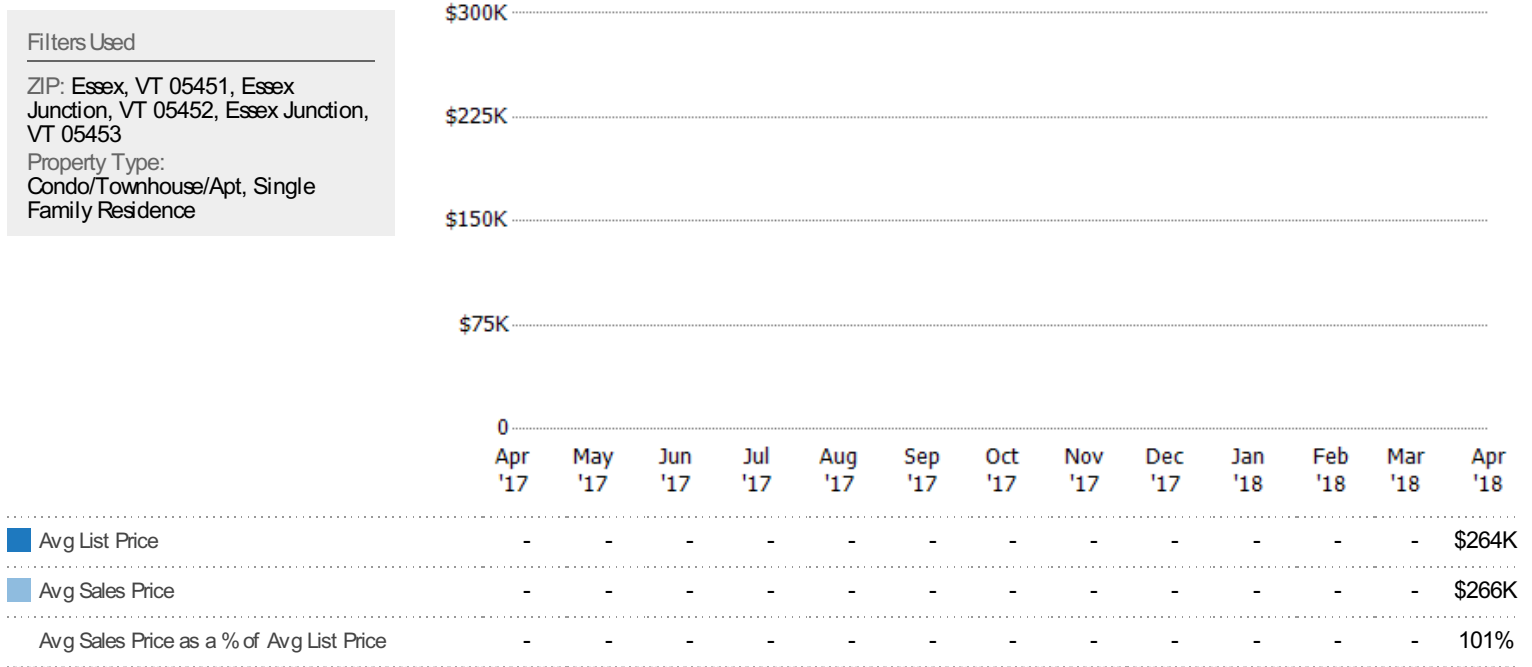 Filters Used
ZIP: Essex, VT 05451, Essex
Junction, VT 05452, Essex Junction,
VT 05453
Property Type:
Condo/Townhouse/Apt, Single
Family Residence
$300K
$225K
$150K
$75K
0
Apr May Jun Jul Aug Sep Oct Nov Dec Jan Feb Mar Apr
'17 '17 '17 '17 '17 '17 '17 '17 '17 '18 '18 '18 '18
Avg List Price - - - - - - - - - - - - $264K
Avg Sales Price - - - - - - - - - - - - $266K
Avg Sales Price as a % of Avg List Price - - - - - - - - - - - - 101%